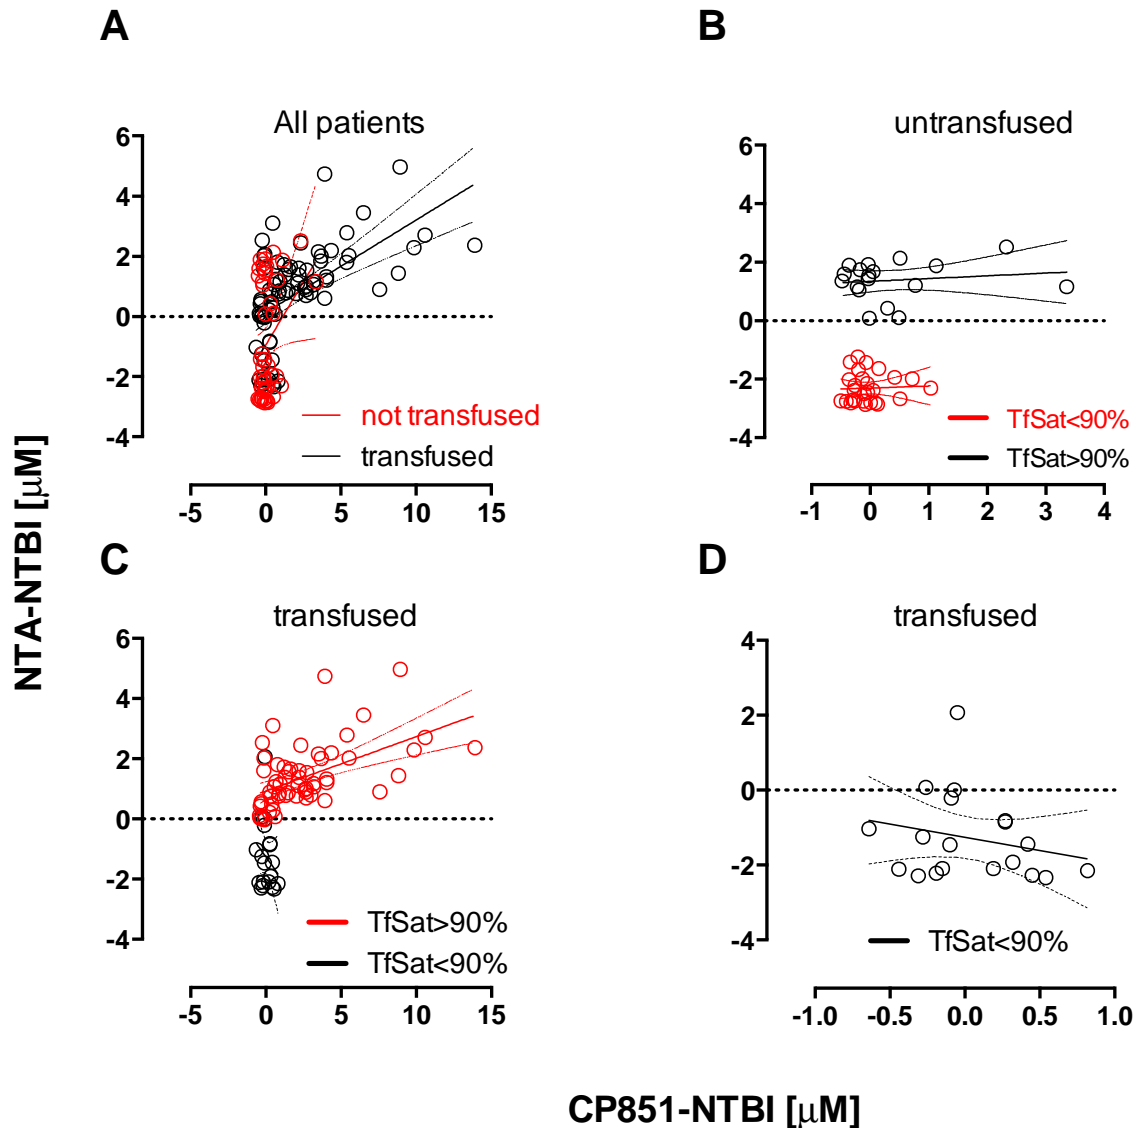 A
All patients
6
4
2
0
-2
-4
not transfused
transfused
-5 0 5 10 15
B
untransfused
6
4
2
0
-2
-4
TfSat<90%
TfSat>90%
-1 0 1 2 3 4
C
transfused
6
4
2
0
-2
-4
TfSat>90%
TfSat<90%
-5 0 5 10 15
D
transfused
4
2
0
-2
-4
TfSat<90%
-1.0 -0.5 0.0 0.5 1.0
NTA-NTBI [μM]
CP851-NTBI [μM]